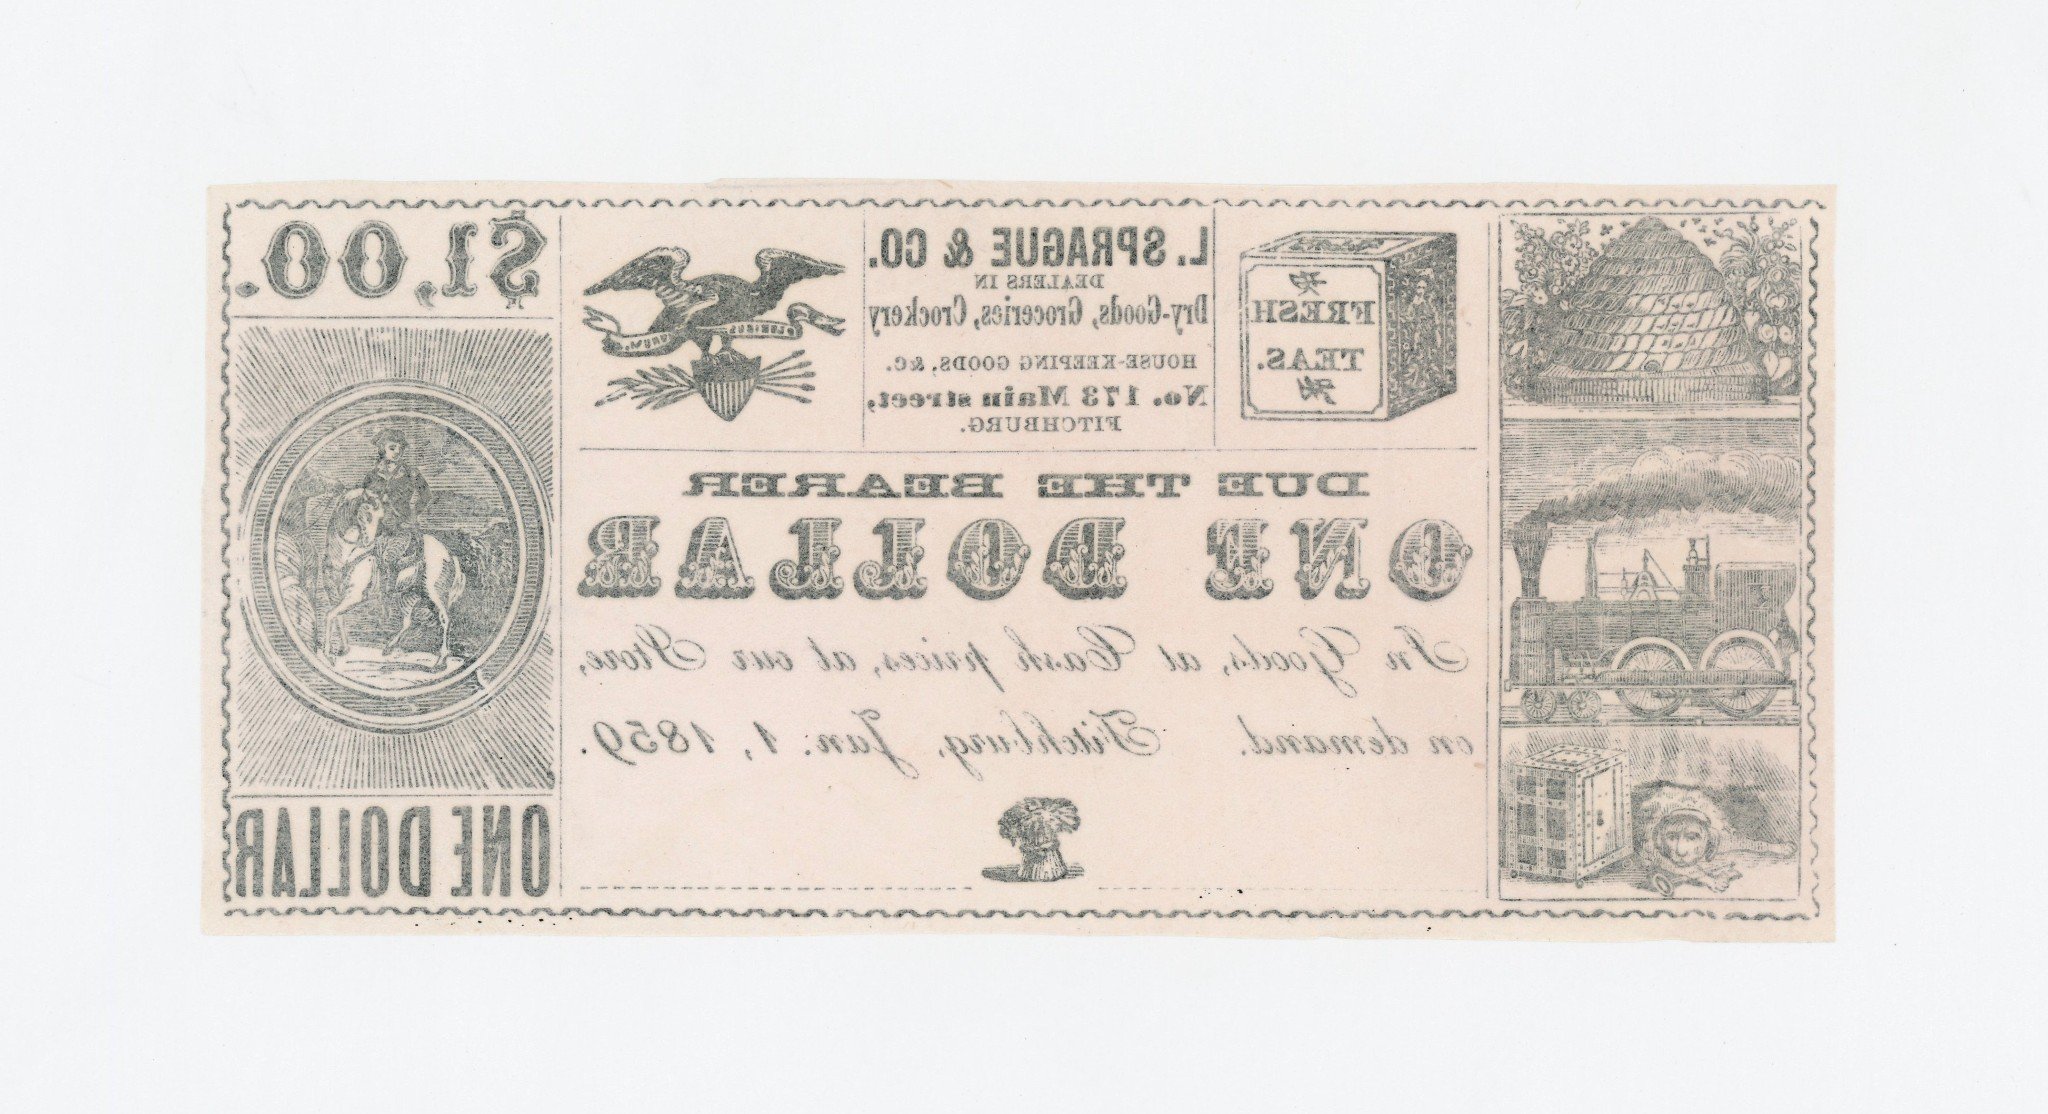 $1,00.
L. SPRAGUE & CO.
DEALERS IN
Dry-Goods, Groceries, Crockery
HOUSE-KEEPING GOODS, &C.
No. 173 Main street,
FITCHBURG.
FRESH
TEAS.
PLURIBUS
UNUM.
DUE THE BEARER
ONE DOLLAR
In Goods, at Cash prices, at our Store,
on demand. Fitchburg, Jan. 1, 1859.
ONE DOLLAR